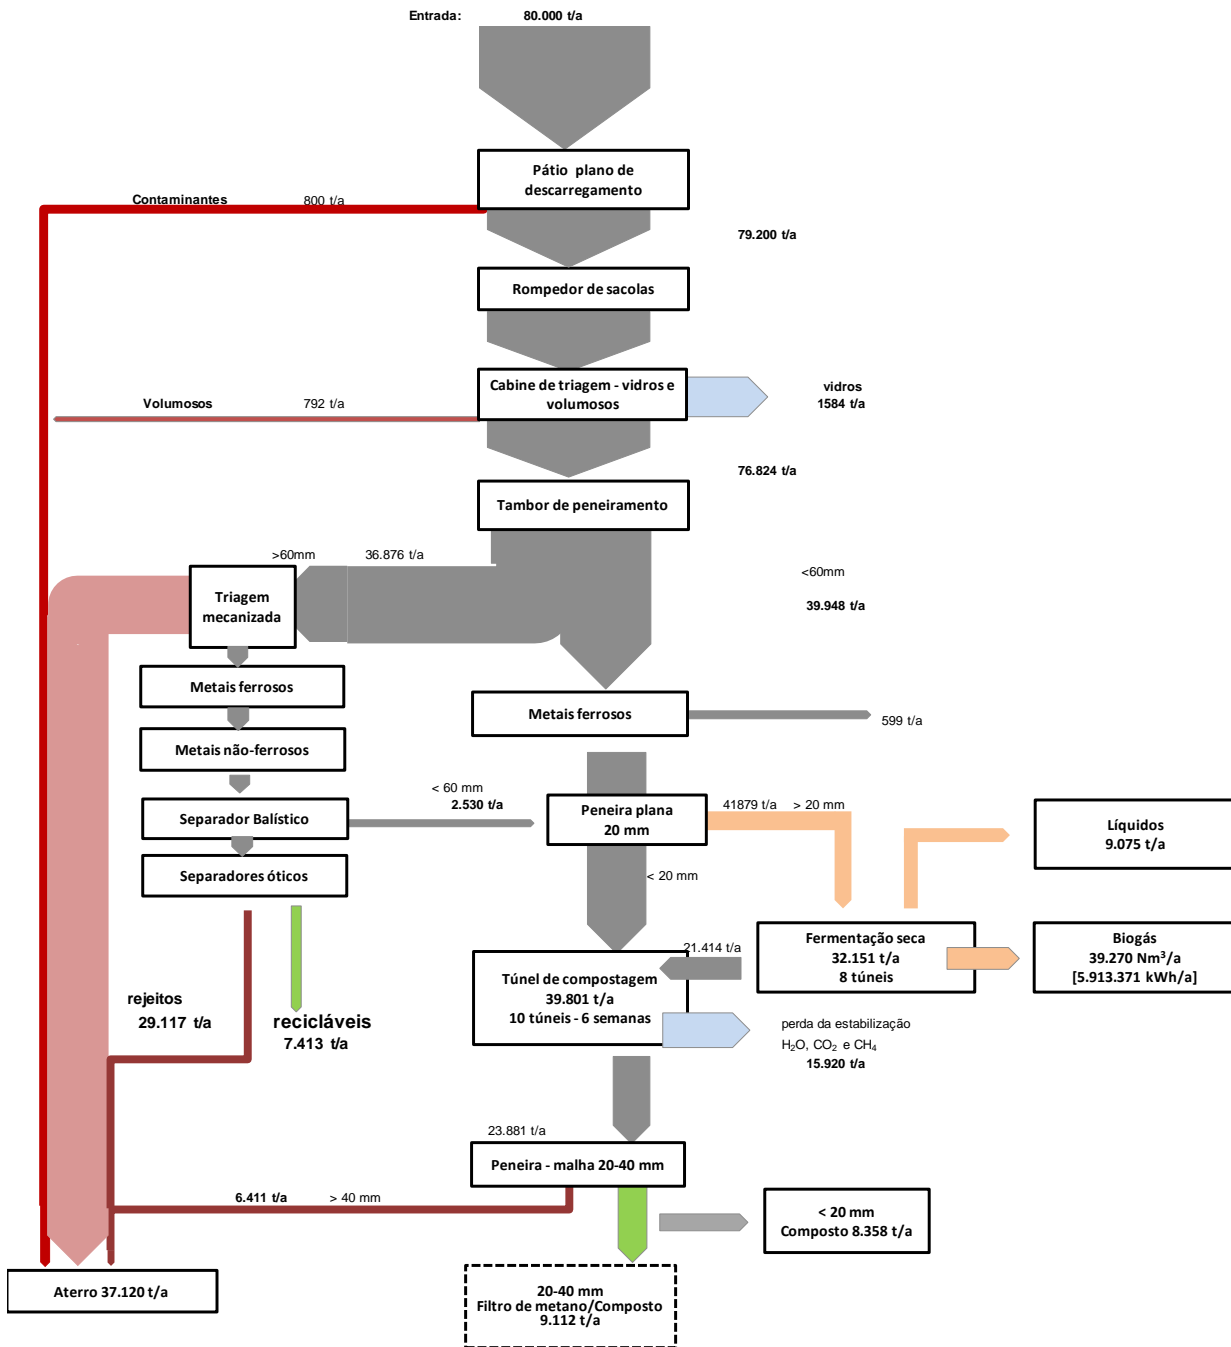 Entrada: 80.000 t/a
Pátio plano de
descarregamento
Contaminantes 800 t/a
79.200 t/a
Rompedor de sacolas
Cabine de triagem - vidros e
volumosos
vidros
1584 t/a
Volumosos 792 t/a
76.824 t/a
Tambor de peneiramento
>60mm 36.876 t/a
<60mm
39.948 t/a
Triagem
mecanizada
Metais ferrosos
Metais ferrosos
599 t/a
Metais não-ferrosos
< 60 mm
2.530 t/a
Separador Balístico
Peneira plana
20 mm
41879 t/a > 20 mm
Líquidos
9.075 t/a
Separadores óticos
< 20 mm
Fermentação seca
32.151 t/a
8 túneis
Biogás
39.270 Nm³/a
[5.913.371 kWh/a]
21.414 t/a
Túnel de compostagem
39.801 t/a
10 túneis - 6 semanas
rejeitos
29.117 t/a
recicláveis
7.413 t/a
perda da estabilização
H₂O, CO₂ e CH₄
15.920 t/a
23.881 t/a
Peneira - malha 20-40 mm
6.411 t/a > 40 mm
< 20 mm
Composto 8.358 t/a
Aterro 37.120 t/a
20-40 mm
Filtro de metano/Composto
9.112 t/a